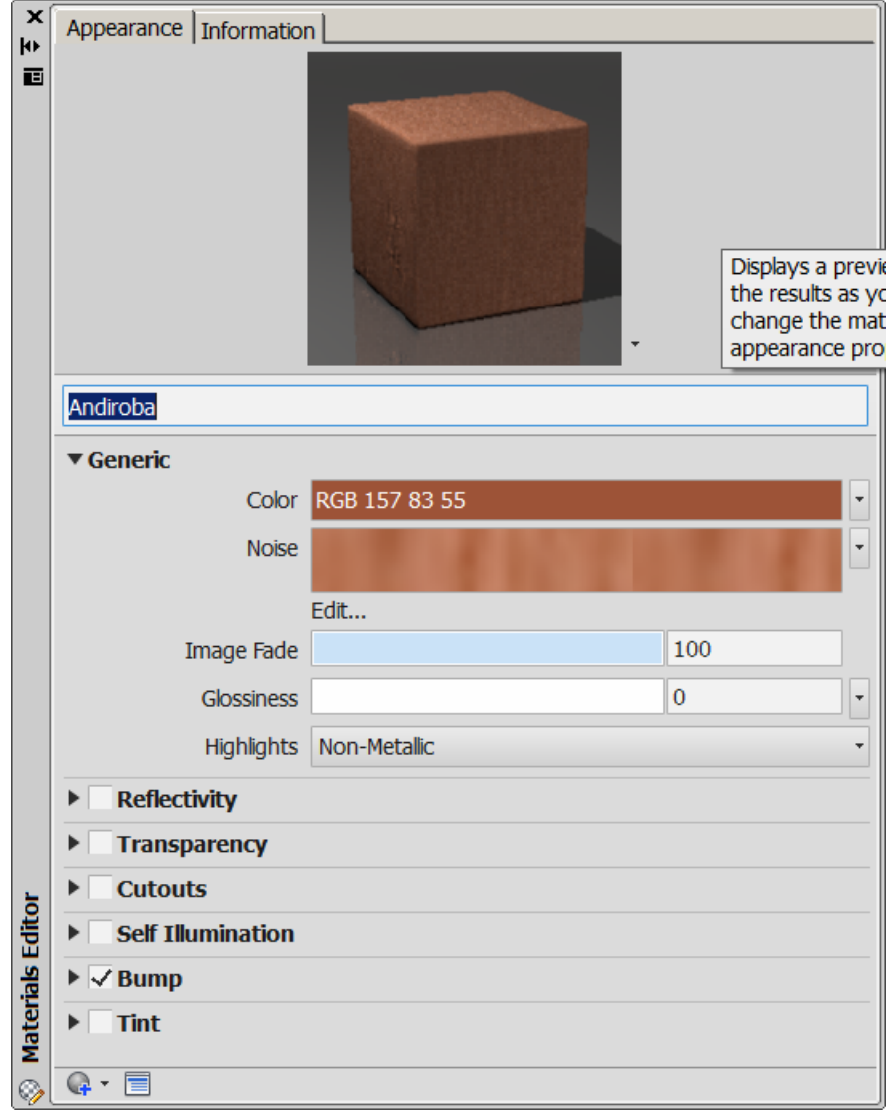 Appearance
Information
Displays a previe
the results as yo
change the mat
appearance pro
Andiroba
Generic
Color RGB 157 83 55
Noise
Edit...
Image Fade 100
Glossiness 0
Highlights Non-Metallic
Reflectivity
Transparency
Cutouts
Self Illumination
Bump
Tint
Materials Editor